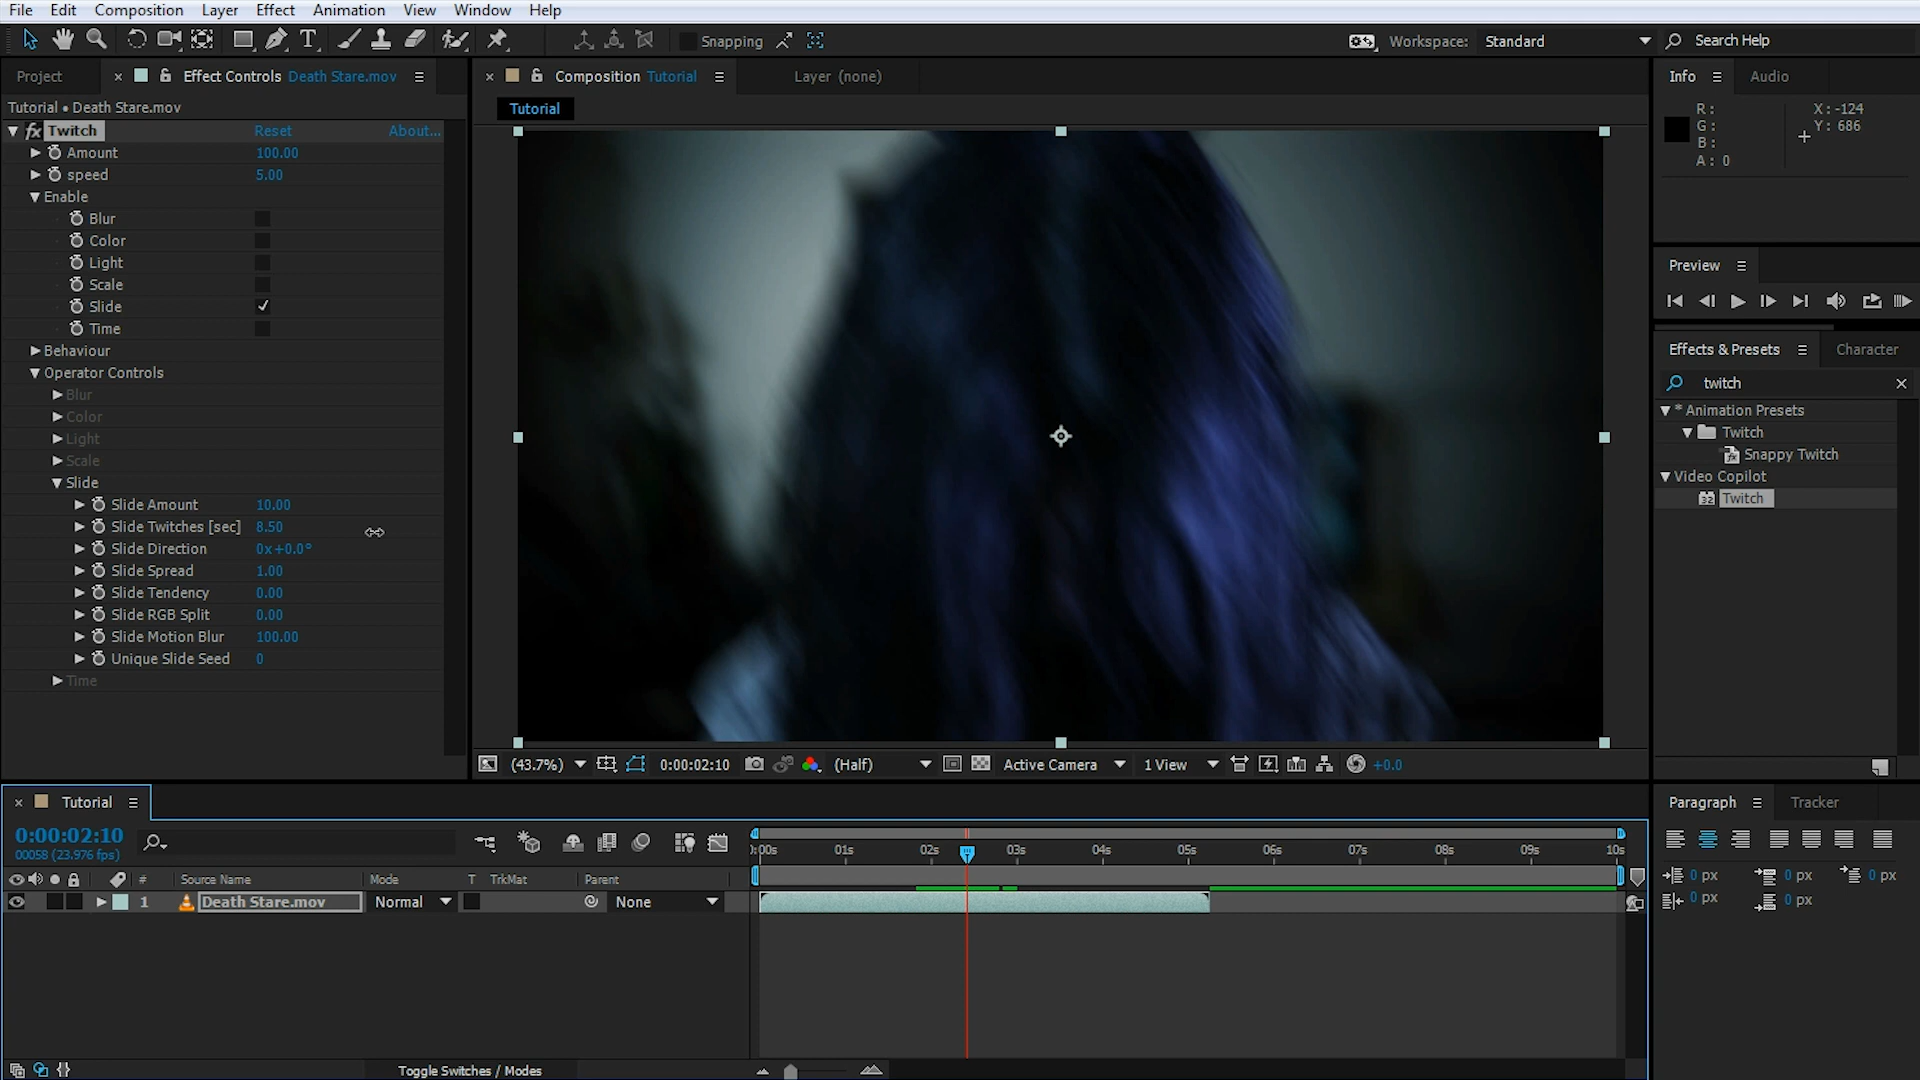 File Edit Composition Layer Effect Animation View Window Help
Snapping
Workspace: Standard
Search Help
Project
Effect Controls Death Stare.mov
Composition Tutorial
Layer (none)
Info
Audio
Tutorial • Death Stare.mov
Tutorial
fx Twitch Reset About...
Amount 100.00
speed 5.00
Enable
Blur
Color
Light
Scale
Slide
Time
Behaviour
Operator Controls
Blur
Color
Light
Scale
Slide
Slide Amount 10.00
Slide Twitches [sec] 8.50
Slide Direction 0x+0.0°
Slide Spread 1.00
Slide Tendency 0.00
Slide RGB Split 0.00
Slide Motion Blur 100.00
Unique Slide Seed 0
Time
R :
G :
B :
A : 0
X : -124
Y : 686
Preview
Effects & Presets
Character
twitch
* Animation Presets
Twitch
Snappy Twitch
Video Copilot
Twitch
(43.7%) 0:00:02:10 (Half) Active Camera 1 View +0.0
Tutorial
0:00:02:10
00058 (23.976 fps)
:00s 01s 02s 03s 04s 05s 06s 07s 08s 09s 10s
# Source Name Mode T TrkMat Parent
1 Death Stare.mov Normal None
Toggle Switches / Modes
Paragraph
Tracker
0 px 0 px 0 px
0 px 0 px